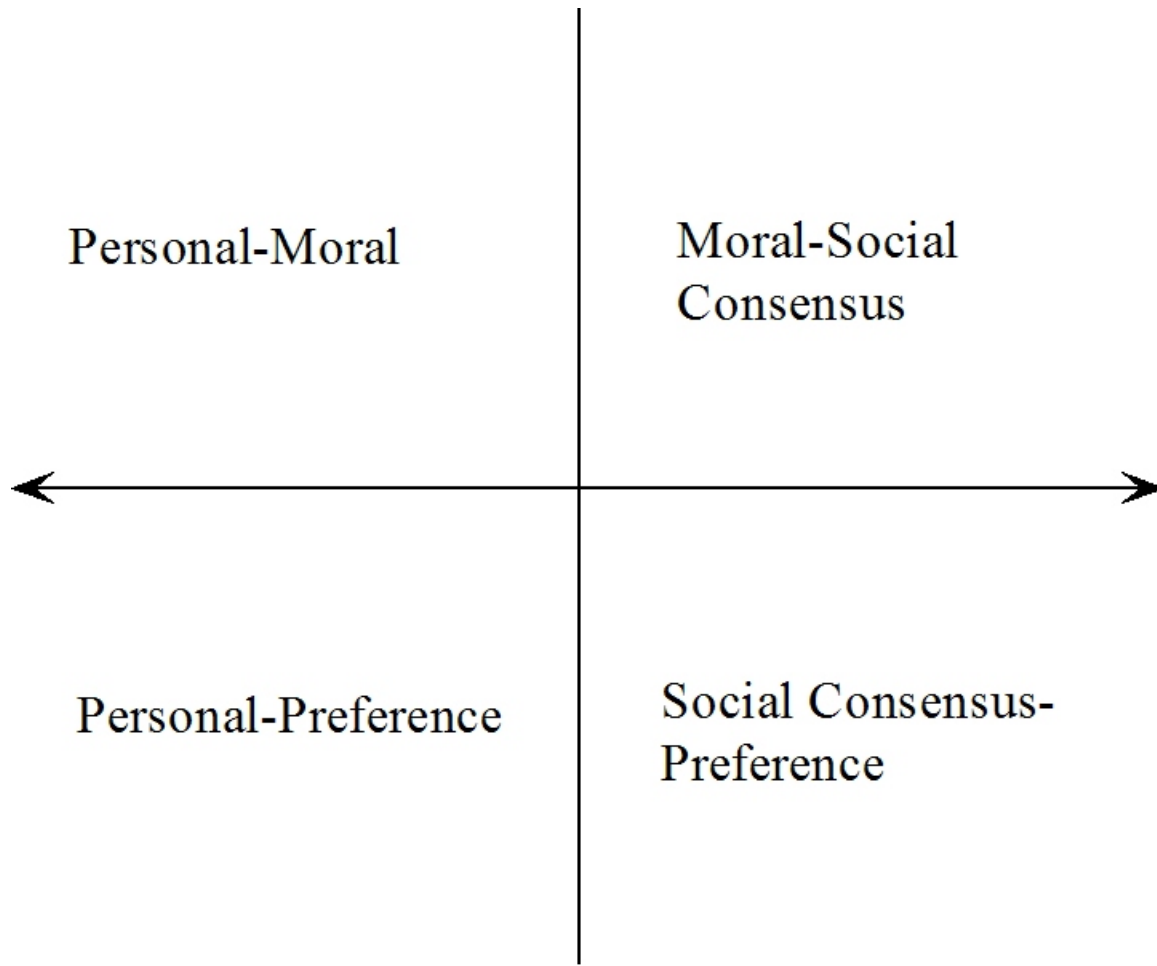 Personal-Moral
Moral-Social
Consensus
Personal-Preference
Social Consensus-
Preference